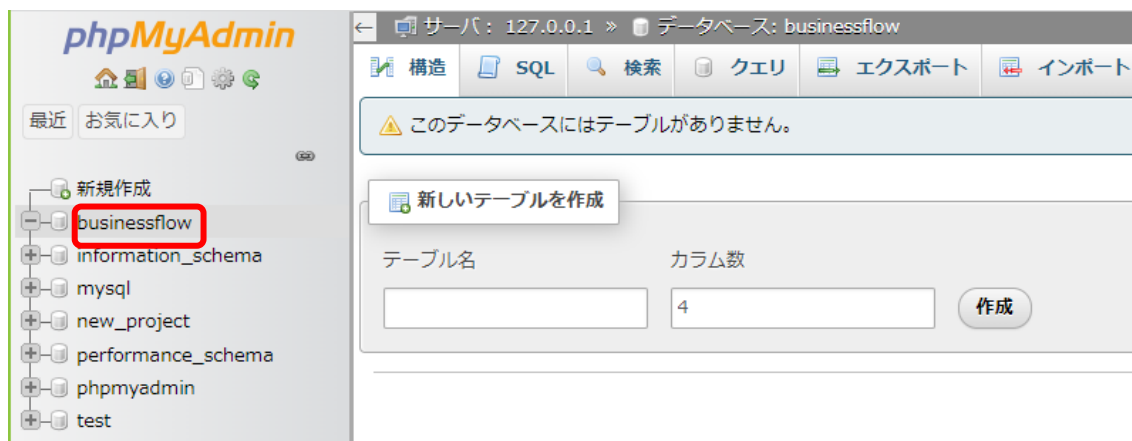 phpMyAdmin
最近 お気に入り
新規作成
businessflow
information_schema
mysql
new_project
performance_schema
phpmyadmin
test
サーバ: 127.0.0.1 » データベース: businessflow
構造 SQL 検索 クエリ エクスポート インポート
このデータベースにはテーブルがありません。
新しいテーブルを作成
テーブル名 カラム数
4 作成